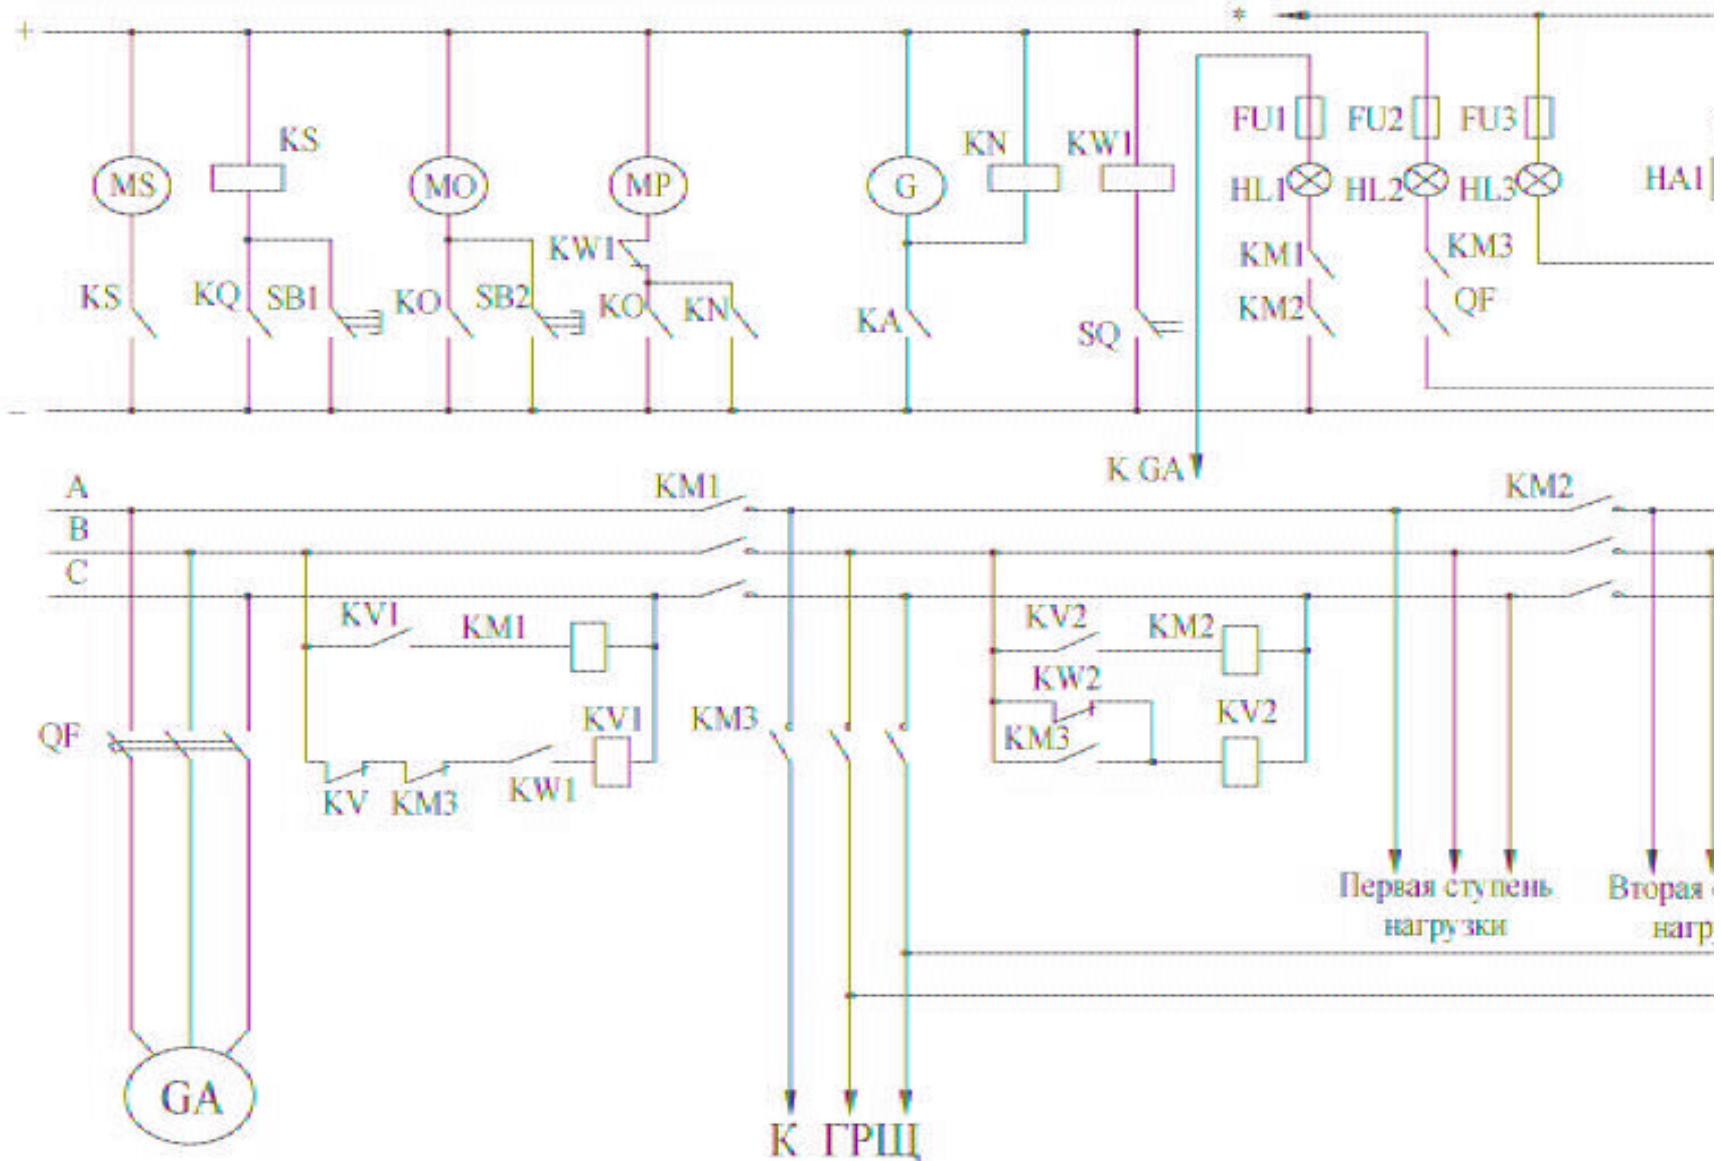 +
*
FU1 FU2 FU3
KS KN KW1
MS MO MP G
HL1 HL2 HL3 HA1
KW1
KM1 KM3
KS KQ SB1 KO SB2 KO KN KA SQ KM2 QF
–
К GA
A
B
C
KM1 KM2
KV1 KM1
KV2 KM2
KW2
QF KV1 KM3 KV2
KM3
KV KM3 KW1
Первая ступень
нагрузки
Вторая
нагр
GA
К ГРЩ